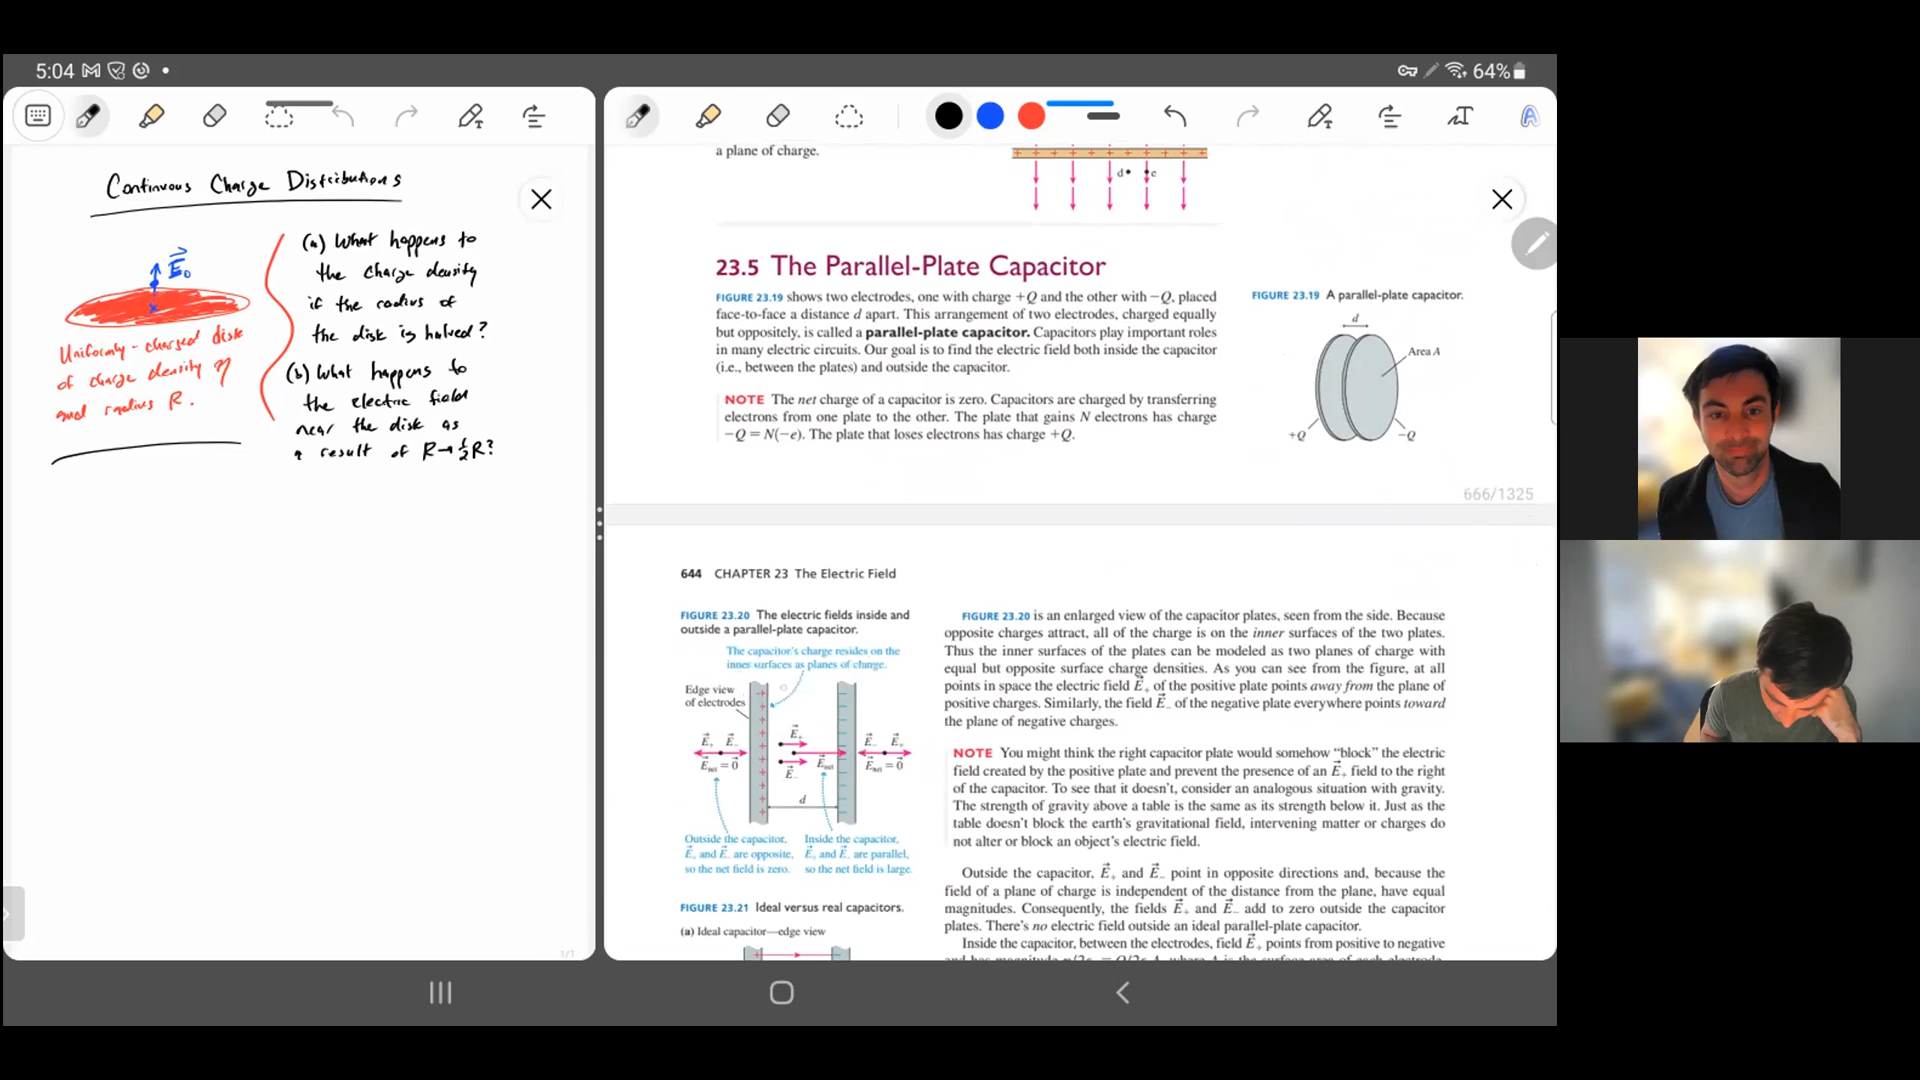 5:04
64%
Continuous Charge Distributions
E₀
Uniformly-charged disk
of charge density η
and radius R.
(a) What happens to
the charge density
if the radius of
the disk is halved?
(b) What happens to
the electric field
near the disk as
a result of R→½R?
1/1
a plane of charge.
d
c
23.5 The Parallel-Plate Capacitor
FIGURE 23.19 shows two electrodes, one with charge +Q and the other with −Q, placed
face-to-face a distance d apart. This arrangement of two electrodes, charged equally
but oppositely, is called a parallel-plate capacitor. Capacitors play important roles
in many electric circuits. Our goal is to find the electric field both inside the capacitor
(i.e., between the plates) and outside the capacitor.
NOTE The net charge of a capacitor is zero. Capacitors are charged by transferring
electrons from one plate to the other. The plate that gains N electrons has charge
−Q = N(−e). The plate that loses electrons has charge +Q.
FIGURE 23.19 A parallel-plate capacitor.
d
Area A
+Q
−Q
666/1325
644 CHAPTER 23 The Electric Field
FIGURE 23.20 The electric fields inside and
outside a parallel-plate capacitor.
The capacitor's charge resides on the
inner surfaces as planes of charge.
Edge view
of electrodes
E₊ E₋
Eₙₑₜ = 0
E₊
Eₙₑₜ
E₋
E₋ E₊
Eₙₑₜ = 0
d
Outside the capacitor,
E₊ and E₋ are opposite,
so the net field is zero.
Inside the capacitor,
E₊ and E₋ are parallel,
so the net field is large.
FIGURE 23.21 Ideal versus real capacitors.
(a) Ideal capacitor—edge view
FIGURE 23.20 is an enlarged view of the capacitor plates, seen from the side. Because
opposite charges attract, all of the charge is on the inner surfaces of the two plates.
Thus the inner surfaces of the plates can be modeled as two planes of charge with
equal but opposite surface charge densities. As you can see from the figure, at all
points in space the electric field E₊ of the positive plate points away from the plane of
positive charges. Similarly, the field E₋ of the negative plate everywhere points toward
the plane of negative charges.
NOTE You might think the right capacitor plate would somehow “block” the electric
field created by the positive plate and prevent the presence of an E₊ field to the right
of the capacitor. To see that it doesn't, consider an analogous situation with gravity.
The strength of gravity above a table is the same as its strength below it. Just as the
table doesn't block the earth's gravitational field, intervening matter or charges do
not alter or block an object's electric field.
Outside the capacitor, E₊ and E₋ point in opposite directions and, because the
field of a plane of charge is independent of the distance from the plane, have equal
magnitudes. Consequently, the fields E₊ and E₋ add to zero outside the capacitor
plates. There's no electric field outside an ideal parallel-plate capacitor.
Inside the capacitor, between the electrodes, field E₊ points from positive to negative
and has magnitude η/2ε₀ = Q/2ε₀A, where A is the surface area of each electrode.